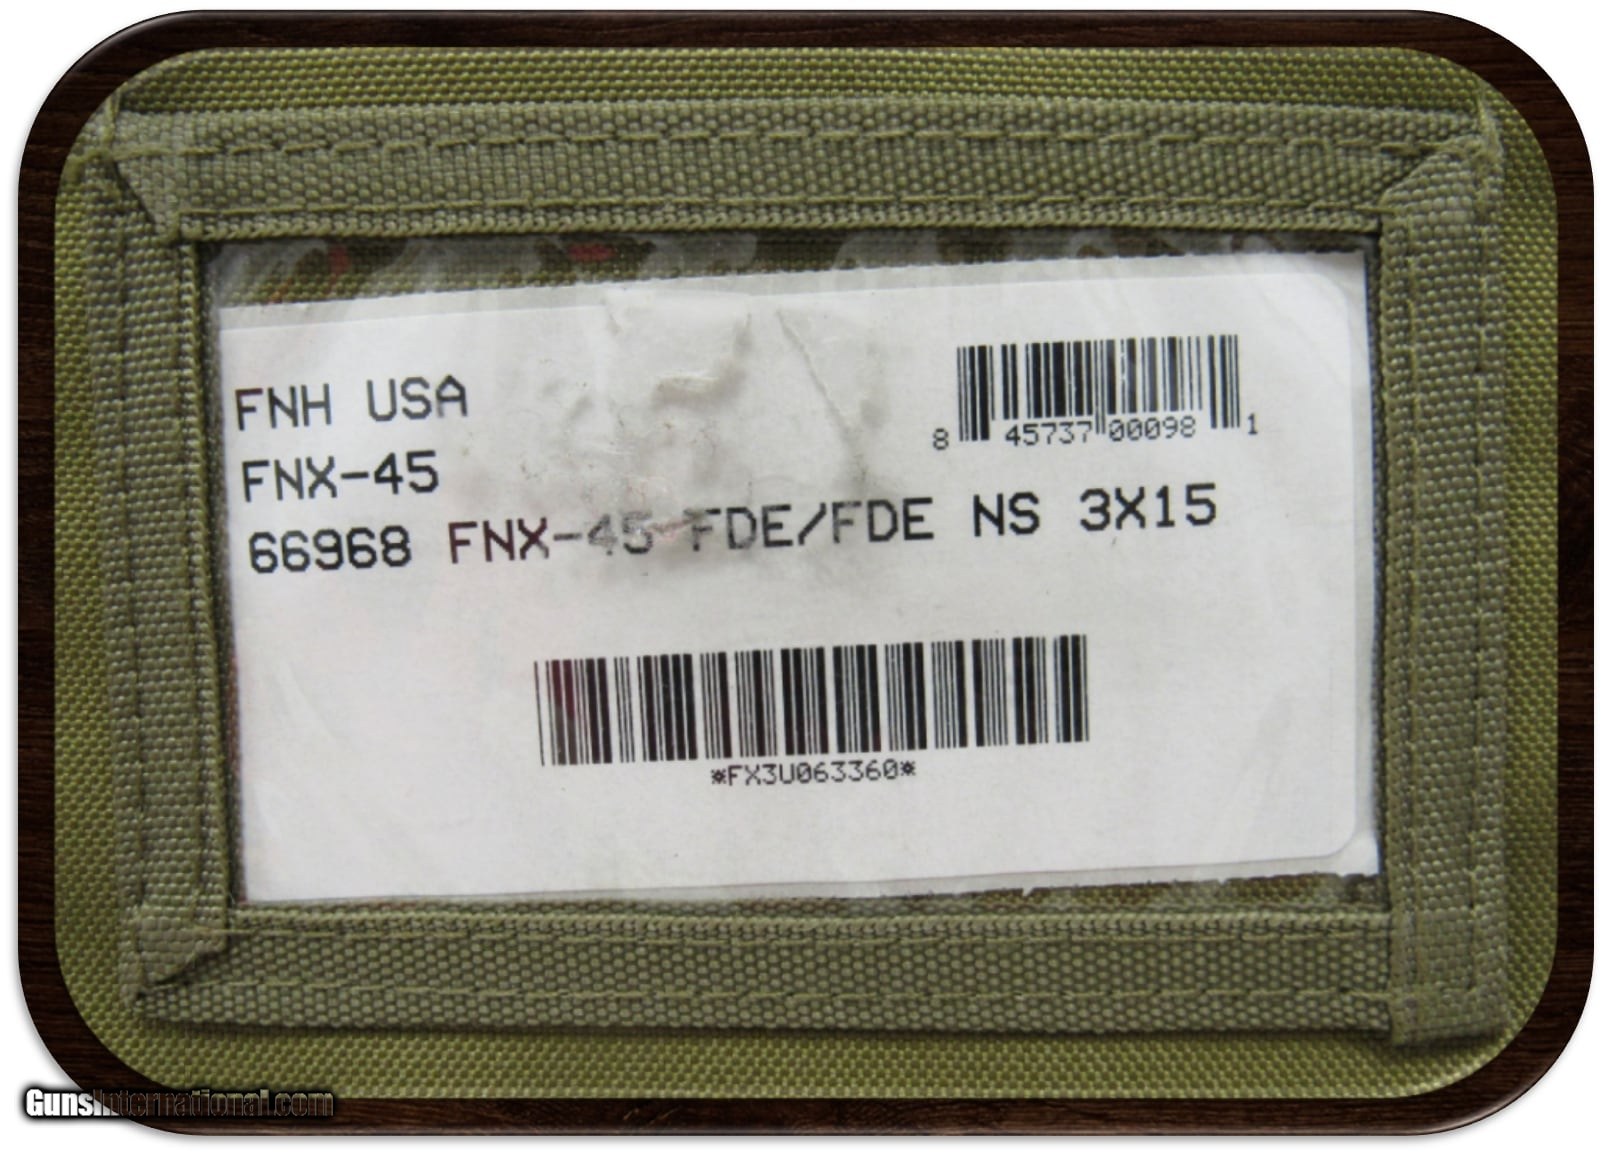 FNH USA
8 45737 00098 1
FNX-45
66968 FNX-45 FDE/FDE NS 3X15
*FX3U063360*
GunsInternational.com